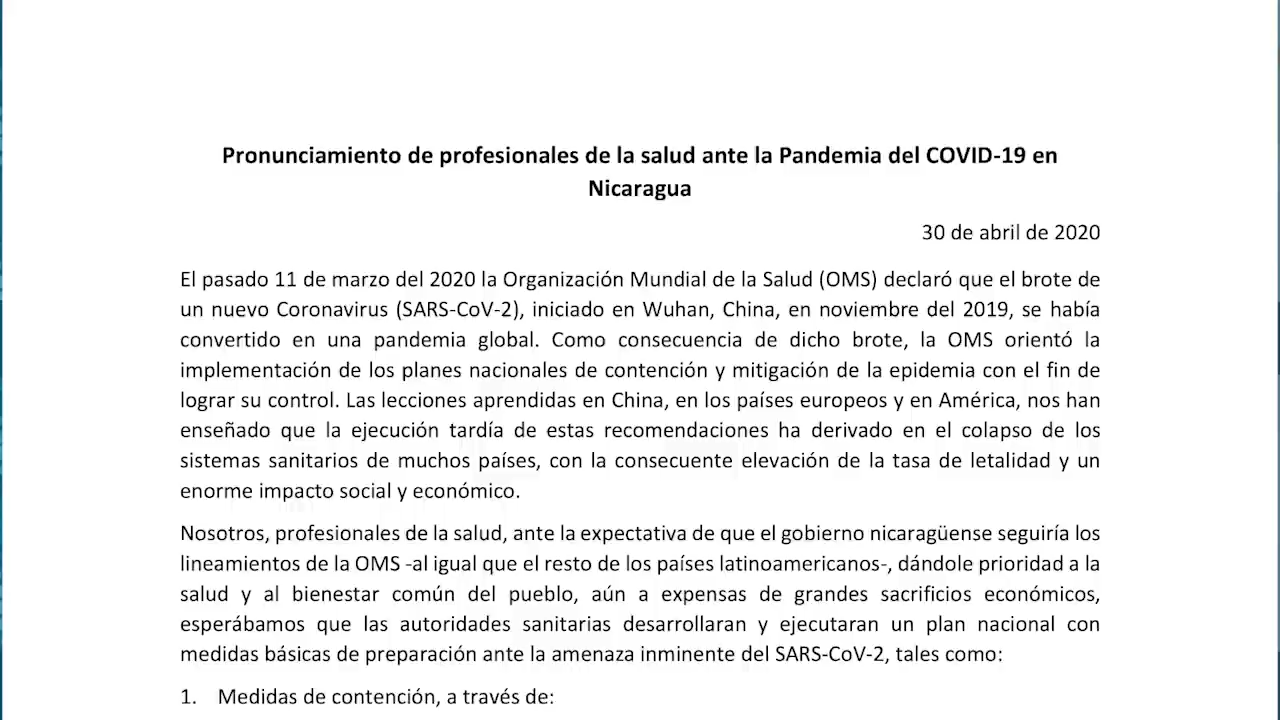 Pronunciamiento de profesionales de la salud ante la Pandemia del COVID-19 en
Nicaragua
30 de abril de 2020
El pasado 11 de marzo del 2020 la Organización Mundial de la Salud (OMS) declaró que el brote de
un nuevo Coronavirus (SARS-CoV-2), iniciado en Wuhan, China, en noviembre del 2019, se había
convertido en una pandemia global. Como consecuencia de dicho brote, la OMS orientó la
implementación de los planes nacionales de contención y mitigación de la epidemia con el fin de
lograr su control. Las lecciones aprendidas en China, en los países europeos y en América, nos han
enseñado que la ejecución tardía de estas recomendaciones ha derivado en el colapso de los
sistemas sanitarios de muchos países, con la consecuente elevación de la tasa de letalidad y un
enorme impacto social y económico.
Nosotros, profesionales de la salud, ante la expectativa de que el gobierno nicaragüense seguiría los
lineamientos de la OMS -al igual que el resto de los países latinoamericanos-, dándole prioridad a la
salud y al bienestar común del pueblo, aún a expensas de grandes sacrificios económicos,
esperábamos que las autoridades sanitarias desarrollaran y ejecutaran un plan nacional con
medidas básicas de preparación ante la amenaza inminente del SARS-CoV-2, tales como:
1. Medidas de contención, a través de: